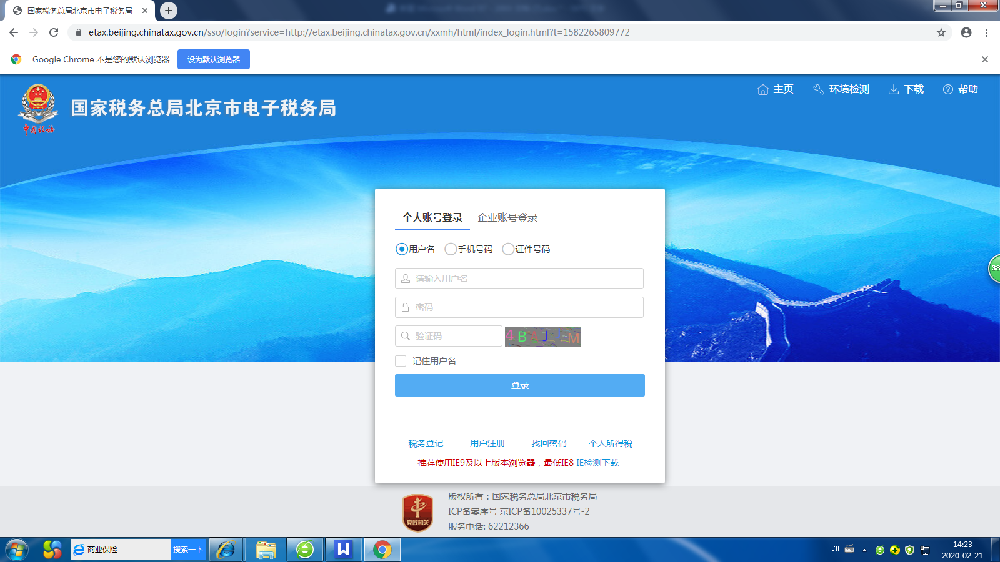 国家税务总局北京市电子税务局
etax.beijing.chinatax.gov.cn/sso/login?service=http://etax.beijing.chinatax.gov.cn/xxmh/html/index_login.html?t=1582265809772
Google Chrome 不是您的默认浏览器 设为默认浏览器
主页 环境检测 下载 帮助
国家税务总局北京市电子税务局
中国税务
个人账号登录 企业账号登录
用户名 手机号码 证件号码
请输入用户名
密码
验证码
记住用户名
登录
税务登记 用户注册 找回密码 个人所得税
推荐使用IE9及以上版本浏览器，最低IE8 IE检测下载
38
版权所有：国家税务总局北京市税务局
ICP备案序号 京ICP备10025337号-2
服务电话: 62212366
党政机关
商业保险 搜索一下
CH
14:23
2020-02-21